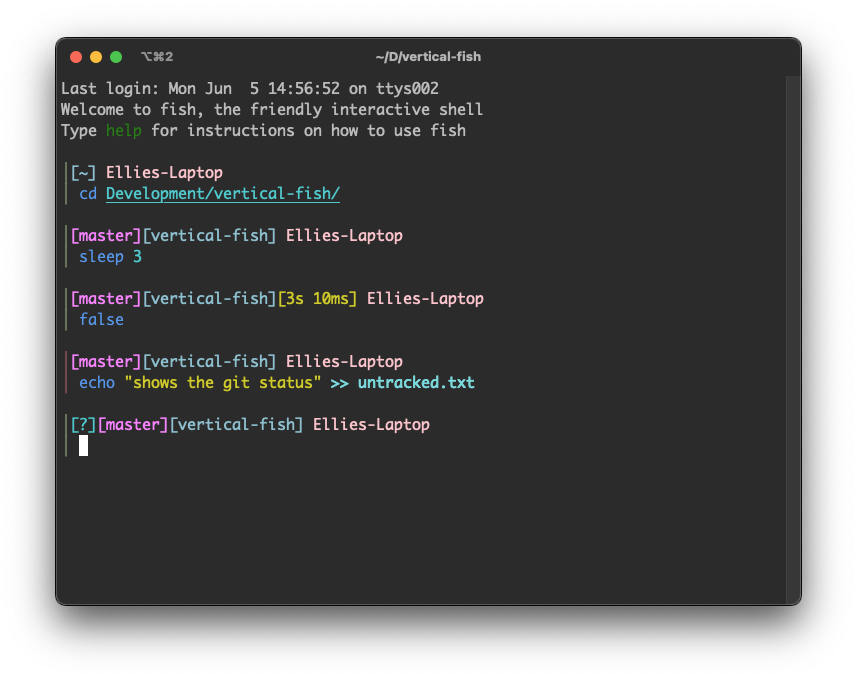 ⌥⌘2 ~/D/vertical-fish
Last login: Mon Jun  5 14:56:52 on ttys002
Welcome to fish, the friendly interactive shell
Type help for instructions on how to use fish
[~] Ellies-Laptop
cd Development/vertical-fish/
[master][vertical-fish] Ellies-Laptop
sleep 3
[master][vertical-fish][3s 10ms] Ellies-Laptop
false
[master][vertical-fish] Ellies-Laptop
echo "shows the git status" >> untracked.txt
[?][master][vertical-fish] Ellies-Laptop